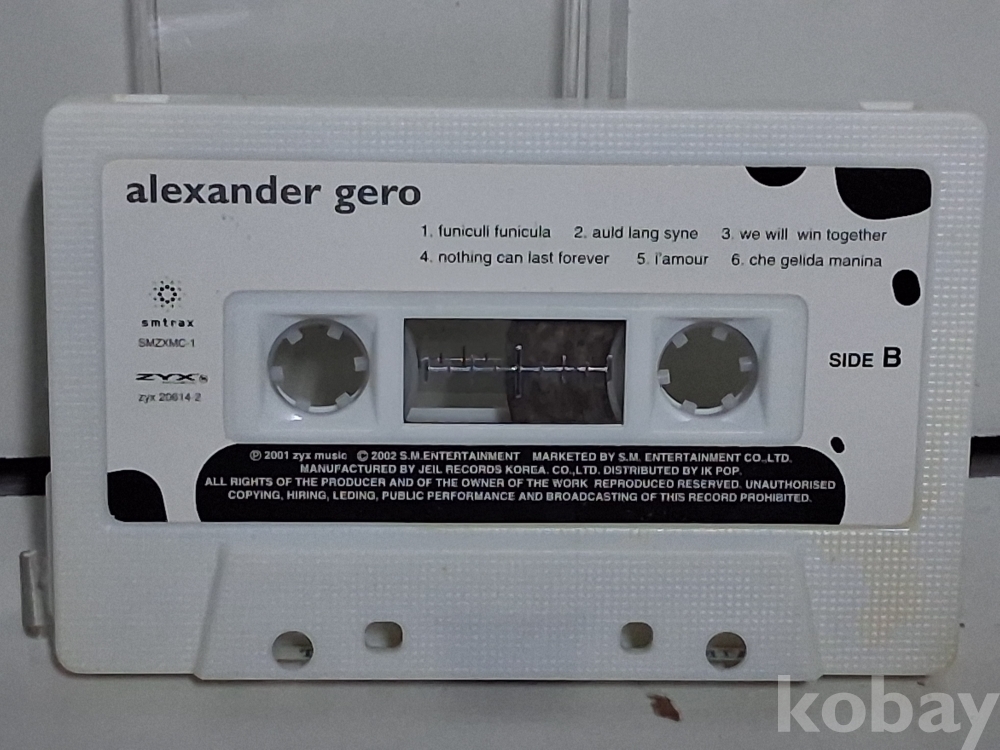 alexander gero
1. funiculi funicula 2. auld lang syne 3. we will win together
4. nothing can last forever 5. l'amour 6. che gelida manina
smtrax
SMZXMC-1
ZYX
zyx 20614-2
SIDE B
℗ 2001 zyx music © 2002 S.M.ENTERTAINMENT MARKETED BY S.M. ENTERTAINMENT CO.,LTD.
MANUFACTURED BY JEIL RECORDS KOREA. CO.,LTD. DISTRIBUTED BY IK POP.
ALL RIGHTS OF THE PRODUCER AND OF THE OWNER OF THE WORK REPRODUCED RESERVED. UNAUTHORISED
COPYING, HIRING, LEDING, PUBLIC PERFORMANCE AND BROADCASTING OF THIS RECORD PROHIBITED.
kobay